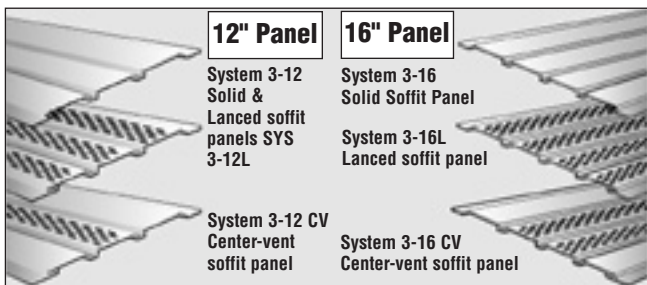 12" Panel
System 3-12
Solid &
Lanced soffit
panels SYS
3-12L
System 3-12 CV
Center-vent
soffit panel
16" Panel
System 3-16
Solid Soffit Panel
System 3-16L
Lanced soffit panel
System 3-16 CV
Center-vent soffit panel